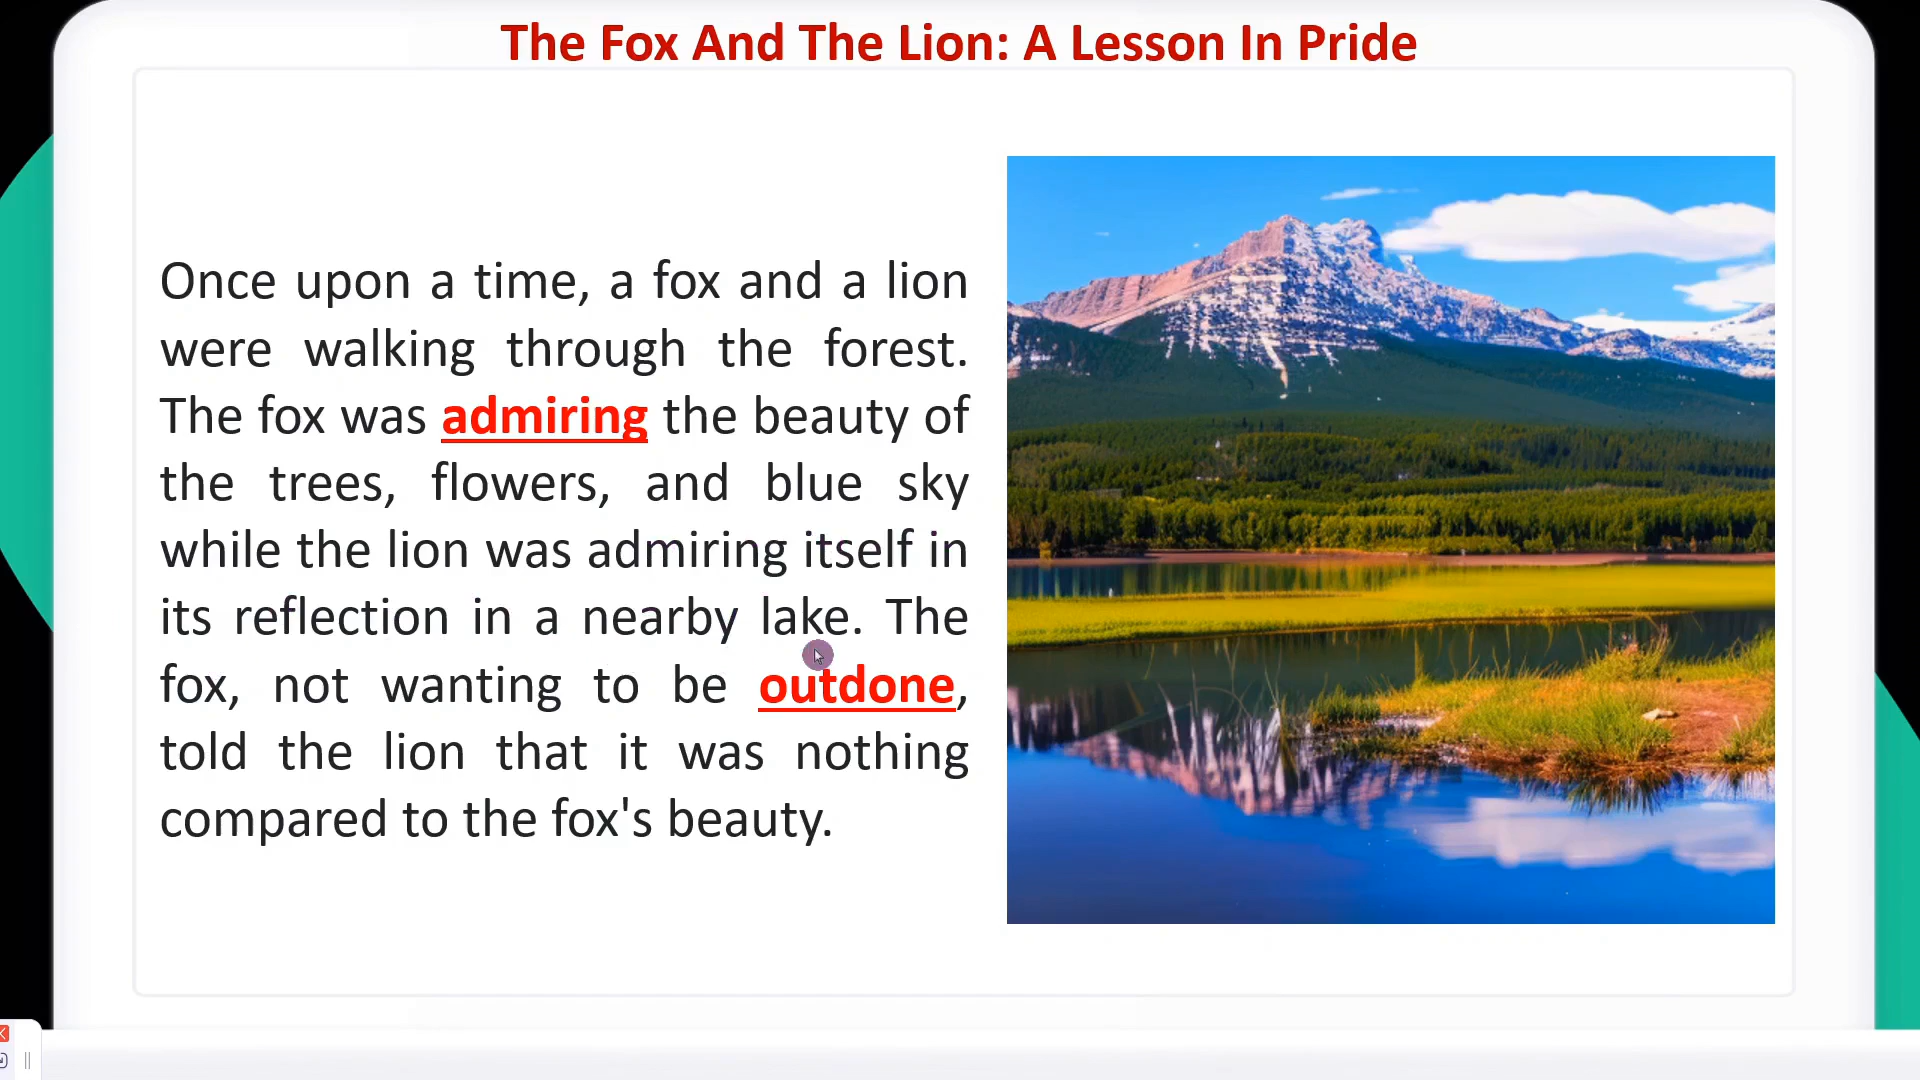 The Fox And The Lion: A Lesson In Pride
Once upon a time, a fox and a lion
were walking through the forest.
The fox was admiring the beauty of
the trees, flowers, and blue sky
while the lion was admiring itself in
its reflection in a nearby lake. The
fox, not wanting to be outdone,
told the lion that it was nothing
compared to the fox's beauty.